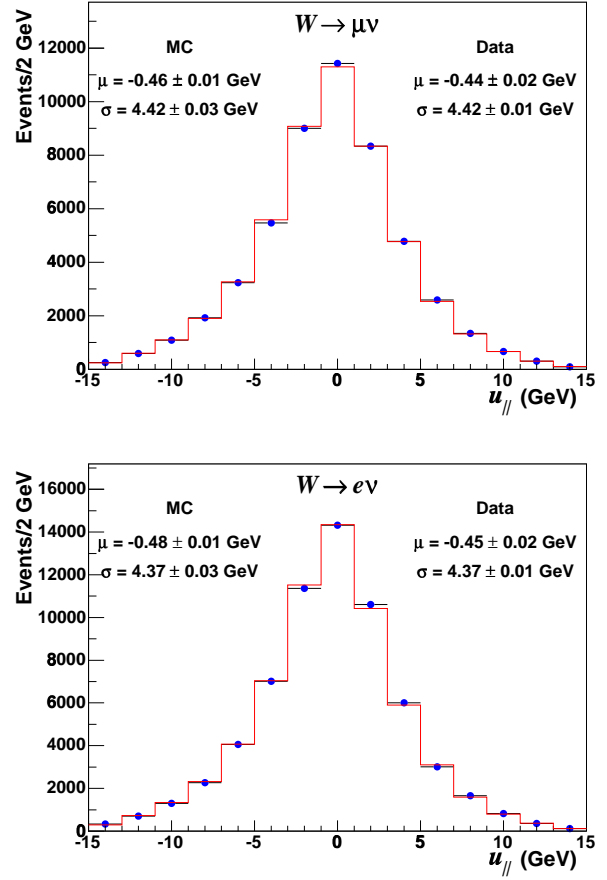 W → μν
MC
Data
μ = -0.46 ± 0.01 GeV
μ = -0.44 ± 0.02 GeV
σ = 4.42 ± 0.03 GeV
σ = 4.42 ± 0.01 GeV
Events/2 GeV
12000
10000
8000
6000
4000
2000
0
-15 -10 -5 0 5 10 15
u// (GeV)
W → eν
MC
Data
μ = -0.48 ± 0.01 GeV
μ = -0.45 ± 0.02 GeV
σ = 4.37 ± 0.03 GeV
σ = 4.37 ± 0.01 GeV
Events/2 GeV
16000
14000
12000
10000
8000
6000
4000
2000
0
-15 -10 -5 0 5 10 15
u// (GeV)